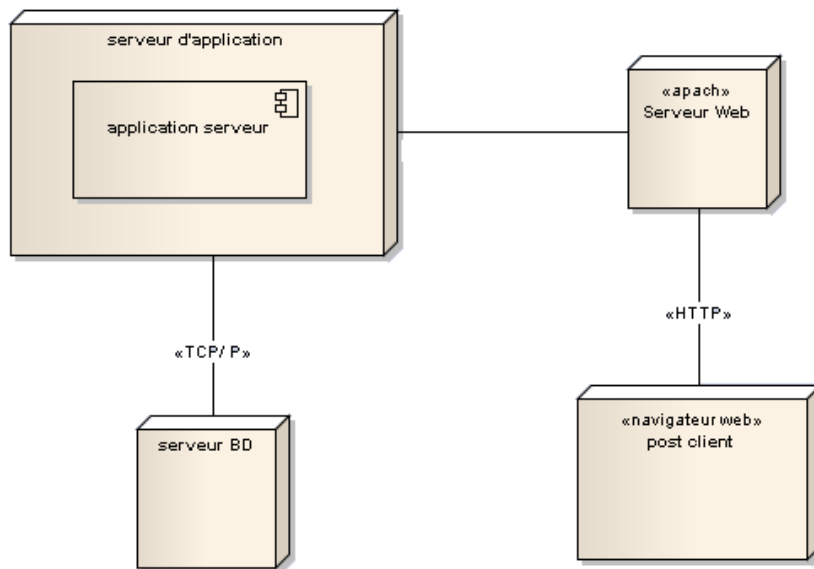 serveur d'application
application serveur
«apach»
Serveur Web
«HTTP»
«TCP/ P»
serveur BD
«navigateur web»
post client